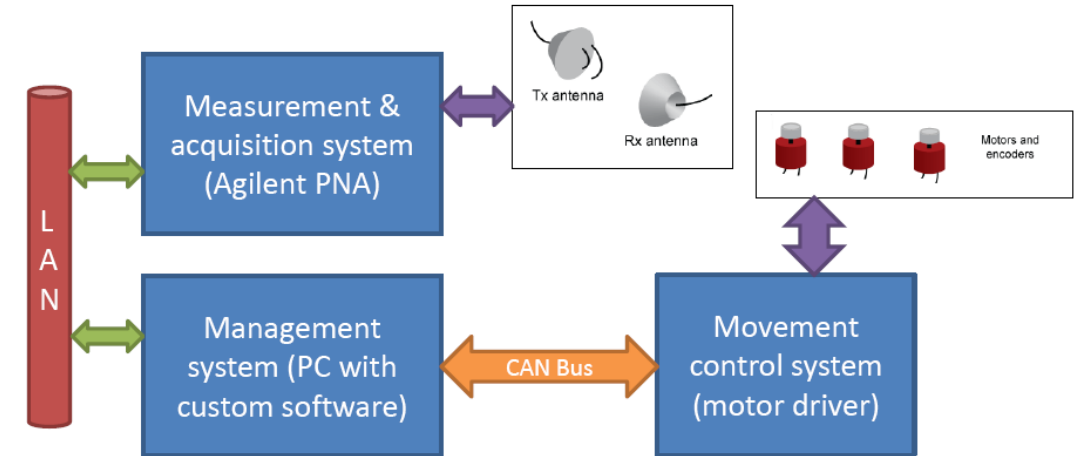 Measurement &
acquisition system
(Agilent PNA)
Tx antenna
Rx antenna
Motors and
encoders
L
A
N
Management
system (PC with
custom software)
CAN Bus
Movement
control system
(motor driver)